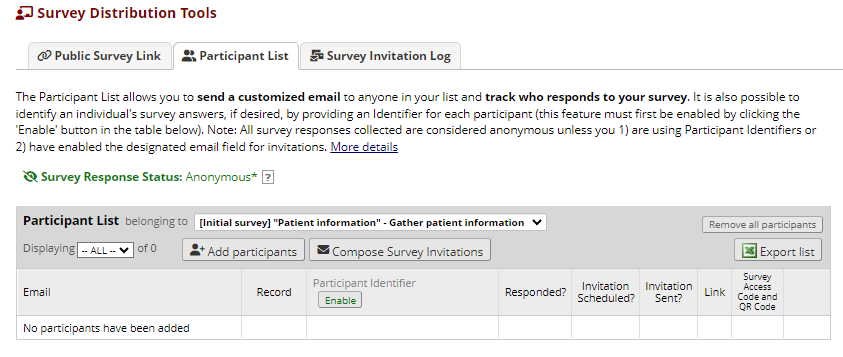 Survey Distribution Tools
Public Survey Link Participant List Survey Invitation Log
The Participant List allows you to send a customized email to anyone in your list and track who responds to your survey. It is also possible to
identify an individual's survey answers, if desired, by providing an Identifier for each participant (this feature must first be enabled by clicking the
'Enable' button in the table below). Note: All survey responses collected are considered anonymous unless you 1) are using Participant Identifiers or
2) have enabled the designated email field for invitations. More details
Survey Response Status: Anonymous* ?
Participant List belonging to [Initial survey] "Patient information" - Gather patient information
Remove all participants
Displaying -- ALL -- of 0 Add participants Compose Survey Invitations Export list
Email Record Participant Identifier Enable Responded? Invitation Scheduled? Invitation Sent? Link Survey Access Code and QR Code
No participants have been added